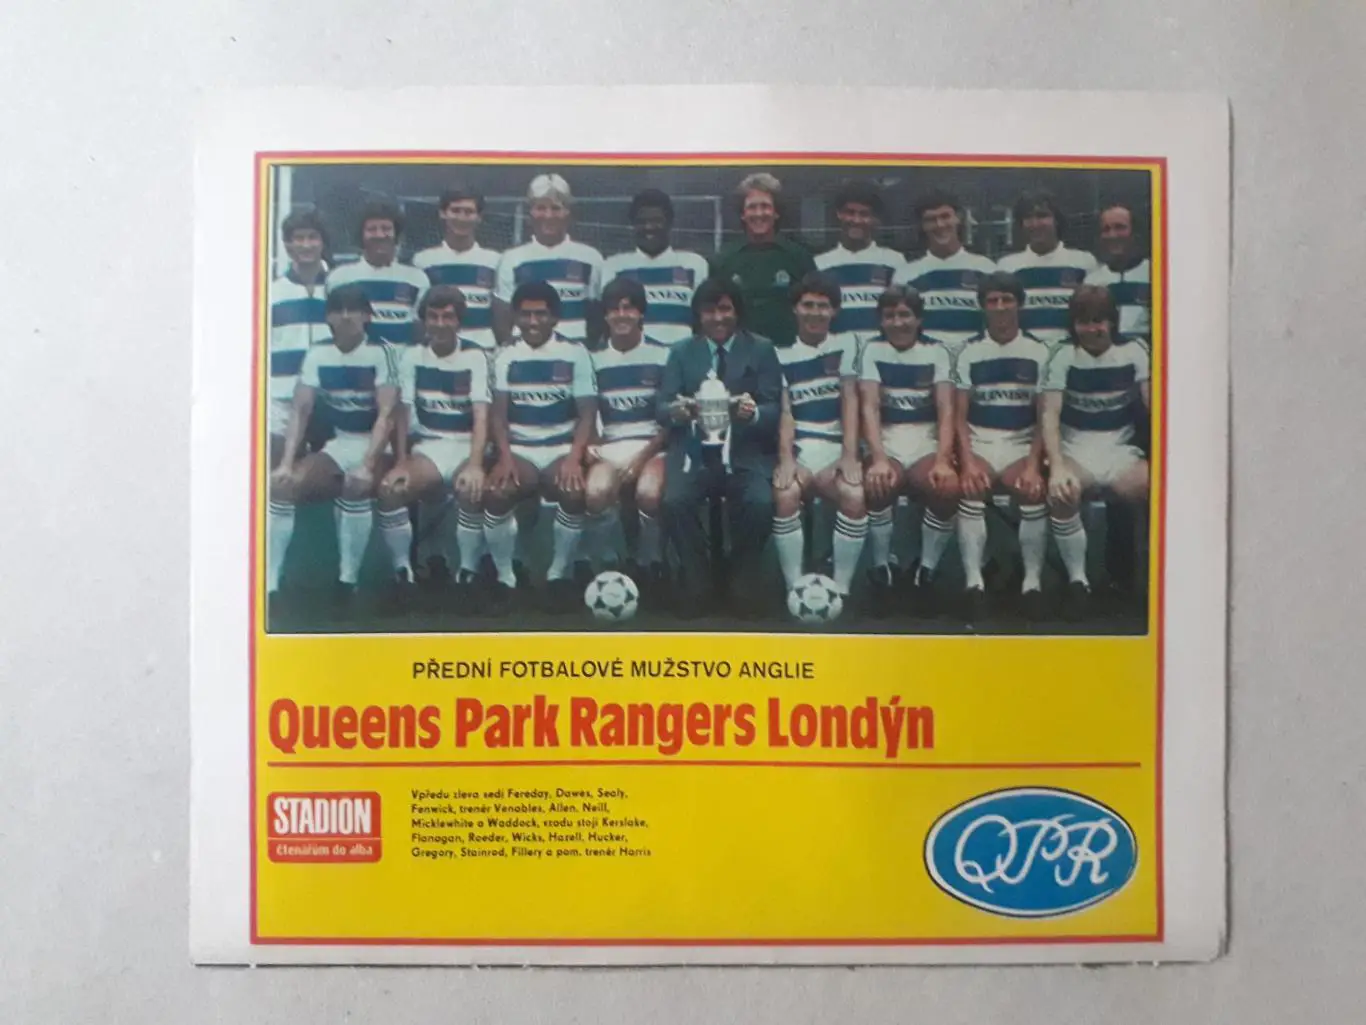 GUINNESS
PŘEDNÍ FOTBALOVÉ MUŽSTVO ANGLIE
Queens Park Rangers Londýn
STADION
čtenářům do alba
Vpředu zleva sedí Fereday, Dawes, Sealy,
Fenwick, trenér Venables, Allen, Neill,
Micklewhite a Waddock, vzadu stojí Kerslake,
Flanagan, Roeder, Wicks, Hazell, Hucker,
Gregory, Stainrod, Fillery a pom. trenér Harris
QPR